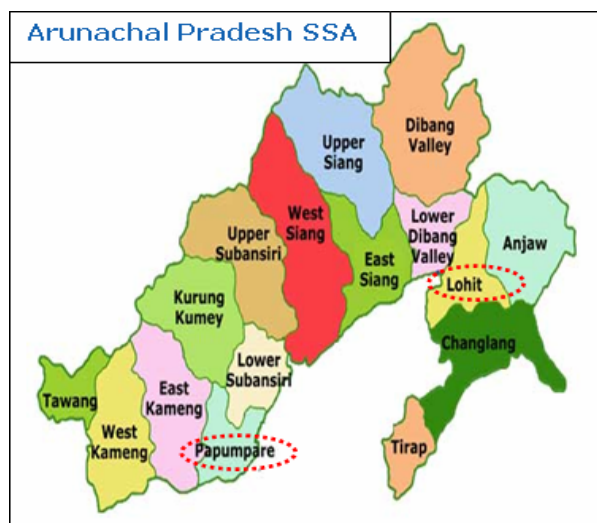 Arunachal Pradesh SSA
Dibang
Valley
Upper
Siang
West
Siang
Lower
Dibang
Valley
Anjaw
Upper
Subansiri
East
Siang
Lohit
Kurung
Kumey
Changlang
Lower
Subansiri
Tawang
East
Kameng
West
Kameng
Papumpare
Tirap